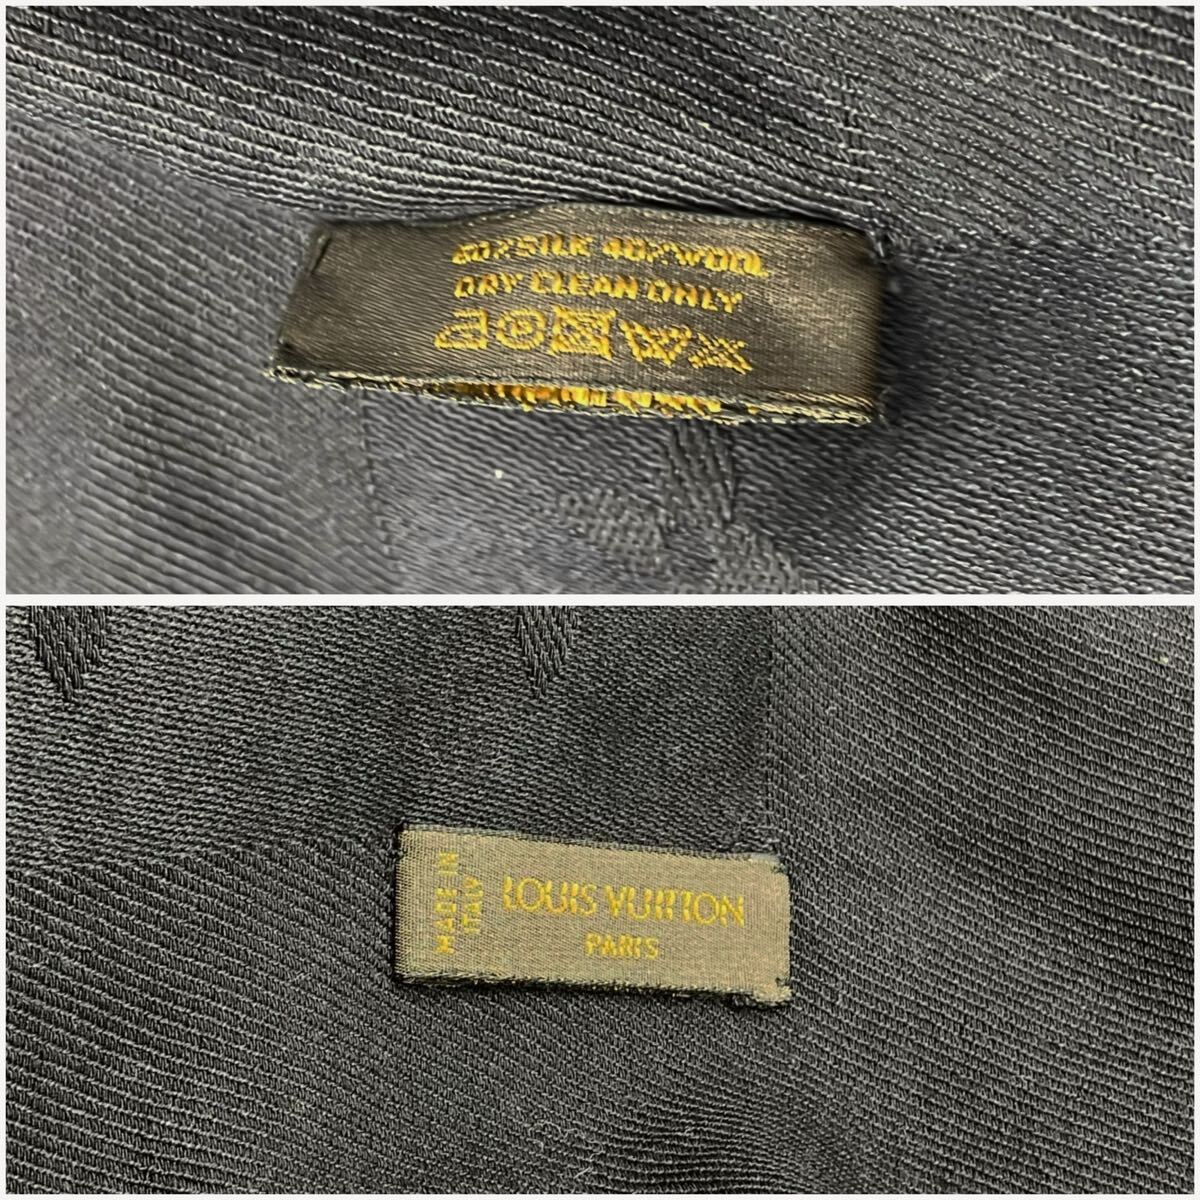 60%SILK 40%WOOL
DRY CLEAN ONLY
MADE IN
ITALY
LOUIS VUITTON
PARIS